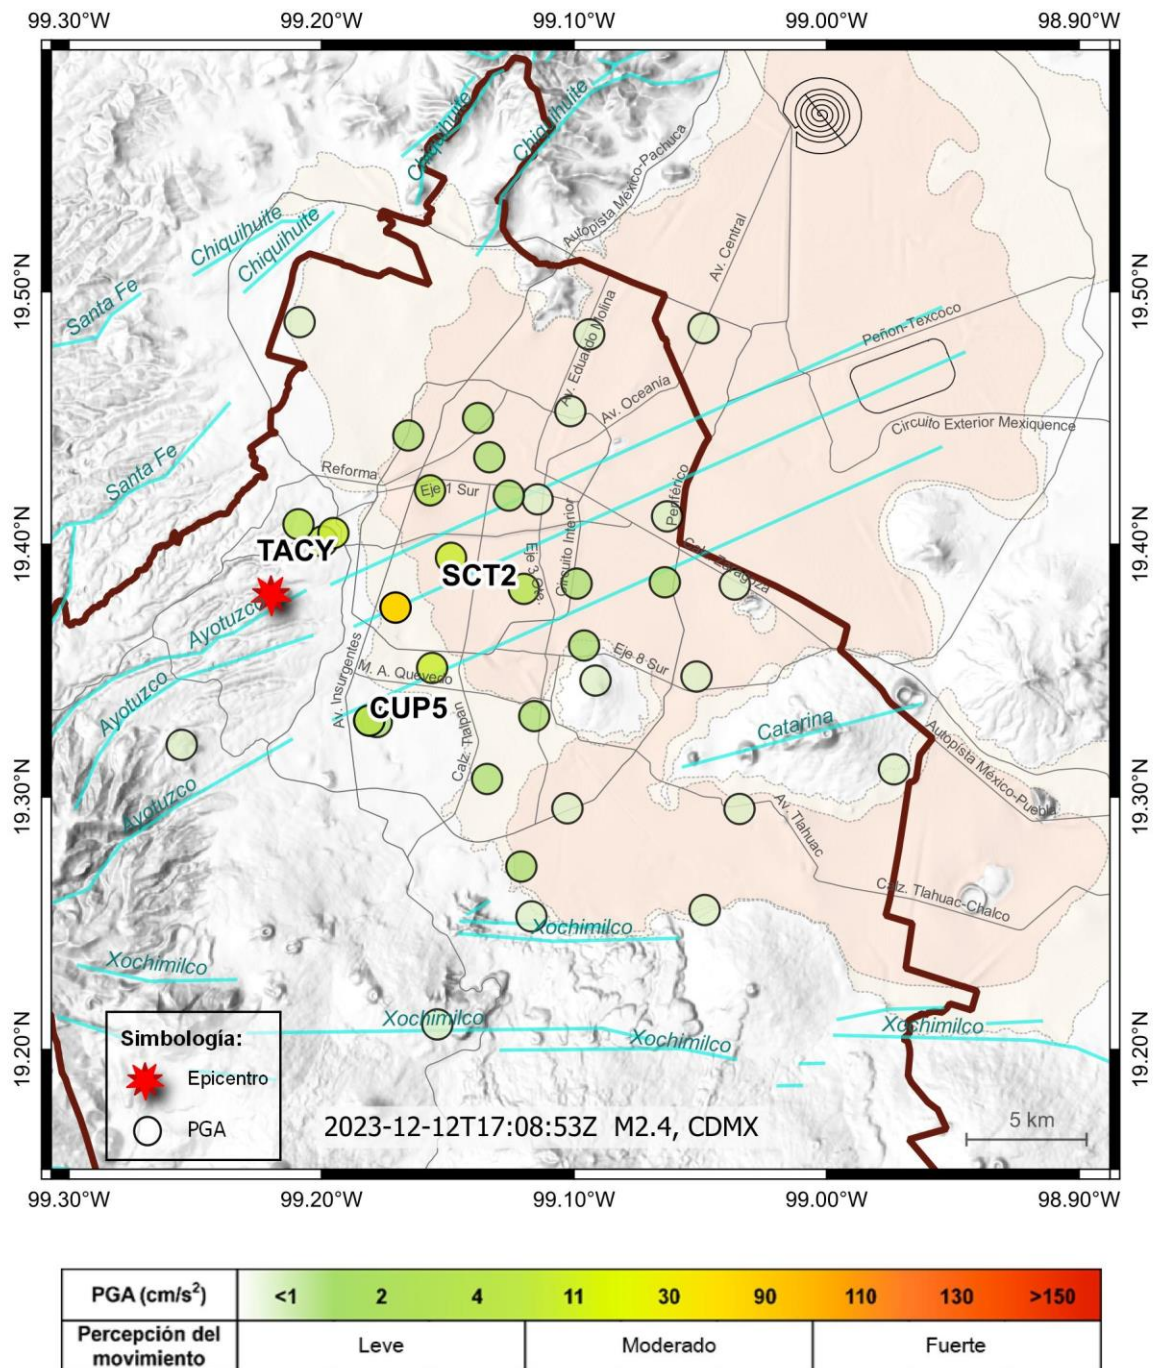 99.30°W 99.20°W 99.10°W 99.00°W 98.90°W
Chiquihuite
Chiquihuite
Autopista México-Pachuca
Chiquihuite
Chiquihuite
Av. Central
Santa Fe
19.50°N
19.50°N
Av. Eduardo Molina
Peñon-Texcoco
Av. Oceanía
Circuito Exterior Mexiquence
Santa Fe
Reforma
Eje 1 Sur
Periférico
Circuito Interior
19.40°N
19.40°N
TACY
SCT2
Eje 3 Ote.
Calz. Zaragoza
Ayotuzco
Av. Insurgentes
M. A. Quevedo
Eje 8 Sur
Ayotuzco
CUP5
Calz. Tlalpan
Catarina
Autopista México-Puebla
Ayotuzco
19.30°N
19.30°N
Av. Tlahuac
Calz. Tlahuac-Chalco
Xochimilco
Xochimilco
Xochimilco
Xochimilco
Xochimilco
19.20°N
19.20°N
Simbología:
Epicentro
PGA
2023-12-12T17:08:53Z M2.4, CDMX
5 km
99.30°W 99.20°W 99.10°W 99.00°W 98.90°W
PGA (cm/s²) <1 2 4 11 30 90 110 130 >150
Percepción del
movimiento
Leve Moderado Fuerte